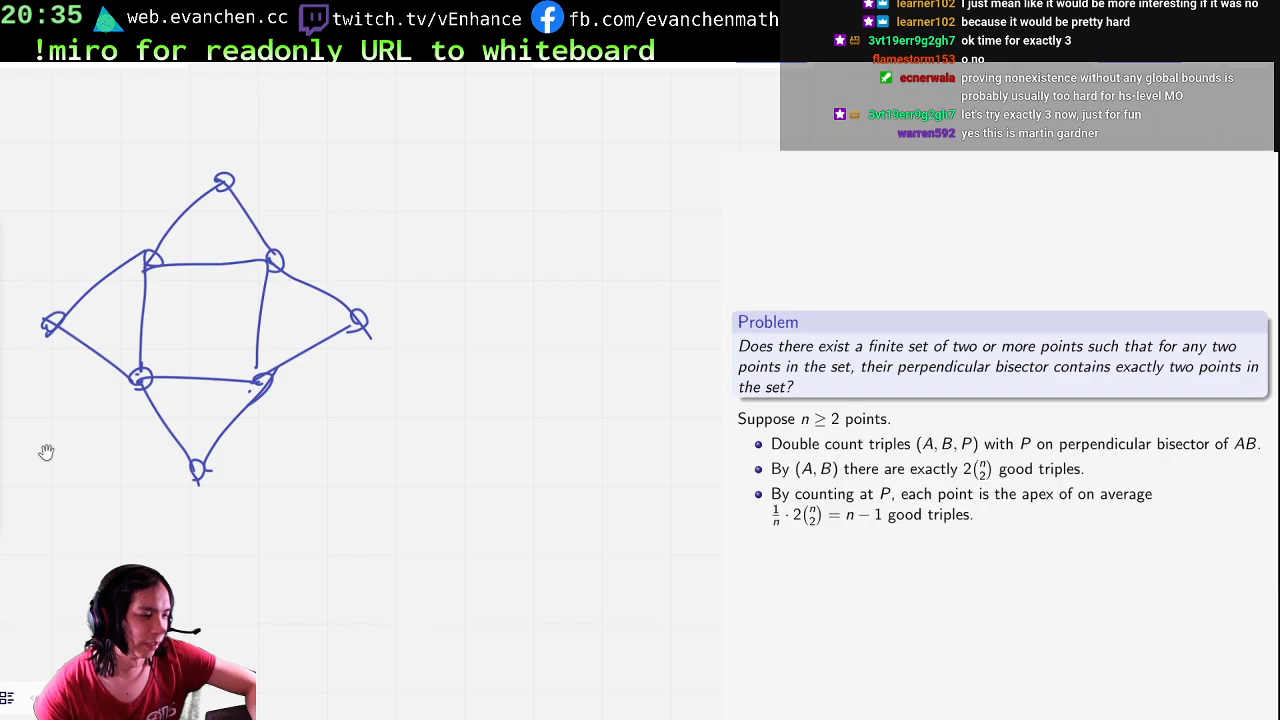 20:35 web.evanchen.cc twitch.tv/vEnhance fb.com/evanchenmath
!miro for readonly URL to whiteboard
learner102 I just mean like it would be more interesting if it was no
learner102 because it would be pretty hard
3vt19err9g2gh7 ok time for exactly 3
flamestorm153 o no
ecnerwala proving nonexistence without any global bounds is
probably usually too hard for hs-level MO
3vt19err9g2gh7 let's try exactly 3 now, just for fun
warren592 yes this is martin gardner
Problem
Does there exist a finite set of two or more points such that for any two
points in the set, their perpendicular bisector contains exactly two points in
the set?
Suppose n ≥ 2 points.
Double count triples (A, B, P) with P on perpendicular bisector of AB.
By (A, B) there are exactly 2(n 2) good triples.
By counting at P, each point is the apex of on average
1/n · 2(n 2) = n − 1 good triples.